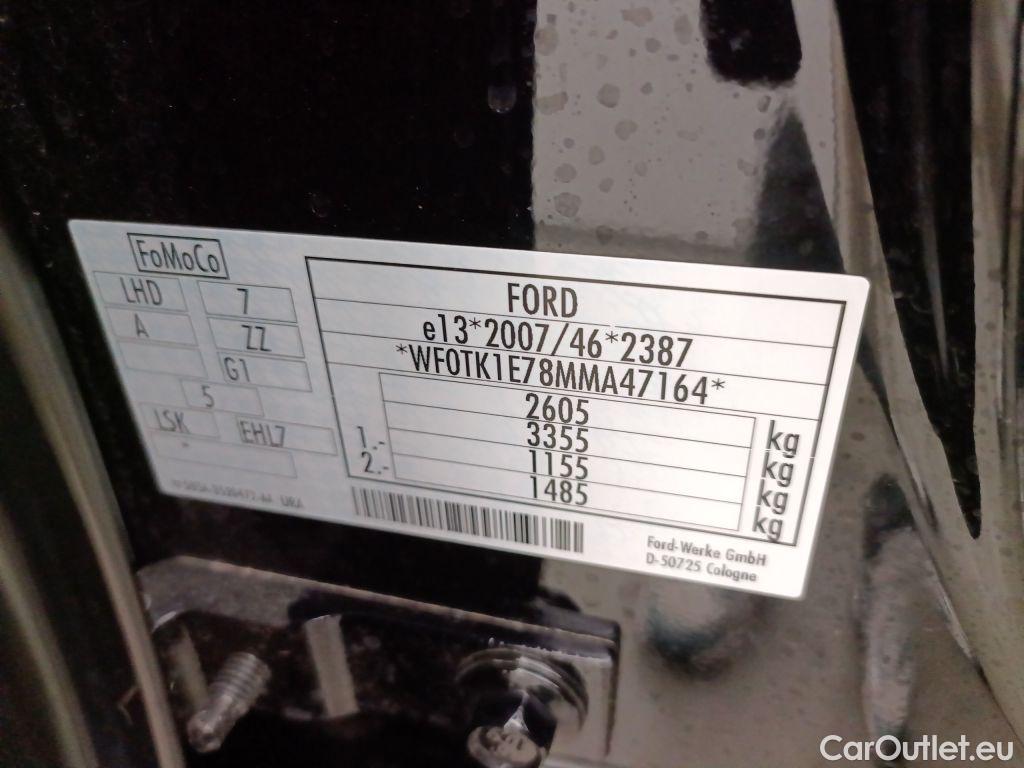 FoMoCo
LHD 7
A ZZ
G1
5
LSK EHL7
-
URA
FORD
e13*2007/46*2387
*WF0TK1E78MMA47164*
2605 kg
3355 kg
1.- 1155 kg
2.- 1485 kg
Ford-Werke GmbH
D-50725 Cologne
CarOutlet.eu